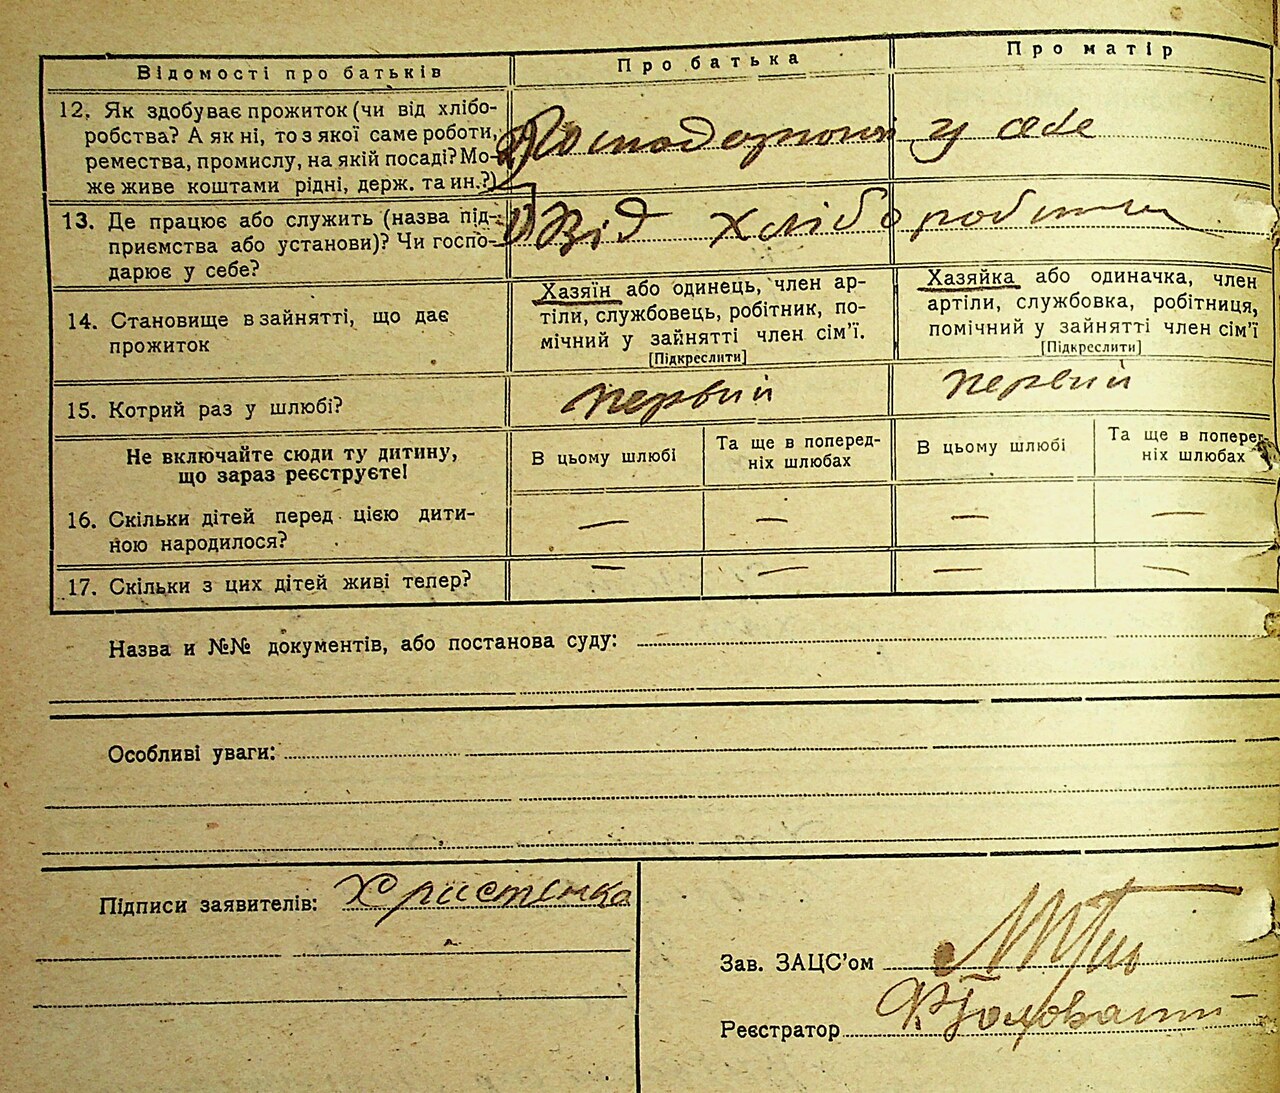 Відомості про батьків
Про батька
Про матір
12. Як здобуває прожиток (чи від хлібо-
робства? А як ні, то з якої саме роботи,
ремества, промислу, на якій посаді? Мо-
же живе коштами рідні, держ. та ин.?)
у себе
13. Де працює або служить (назва під-
приємства або установи)? Чи госпо-
дарює у себе?
Від хліборобства
14. Становище в зайнятті, що дає
прожиток
Хазяїн або одинець, член ар-
тіли, службовець, робітник, по-
мічний у зайнятті член сім’ї.
[Підкреслити]
Хазяйка або одиначка, член
артіли, службовка, робітниця,
помічний у зайнятті член сім’ї
[Підкреслити]
15. Котрий раз у шлюбі?
первий
первий
Не включайте сюди ту дитину,
що зараз реєструєте!
В цьому шлюбі
Та ще в поперед-
ніх шлюбах
В цьому шлюбі
Та ще в поперед-
ніх шлюбах
16. Скільки дітей перед цією дити-
ною народилося?
— — — —
17. Скільки з цих дітей живі тепер?
— — — —
Назва и №№ документів, або постанова суду:
Особливі уваги:
Підписи заявителів: Христенко
Зав. ЗАЦС’ом
Реєстратор